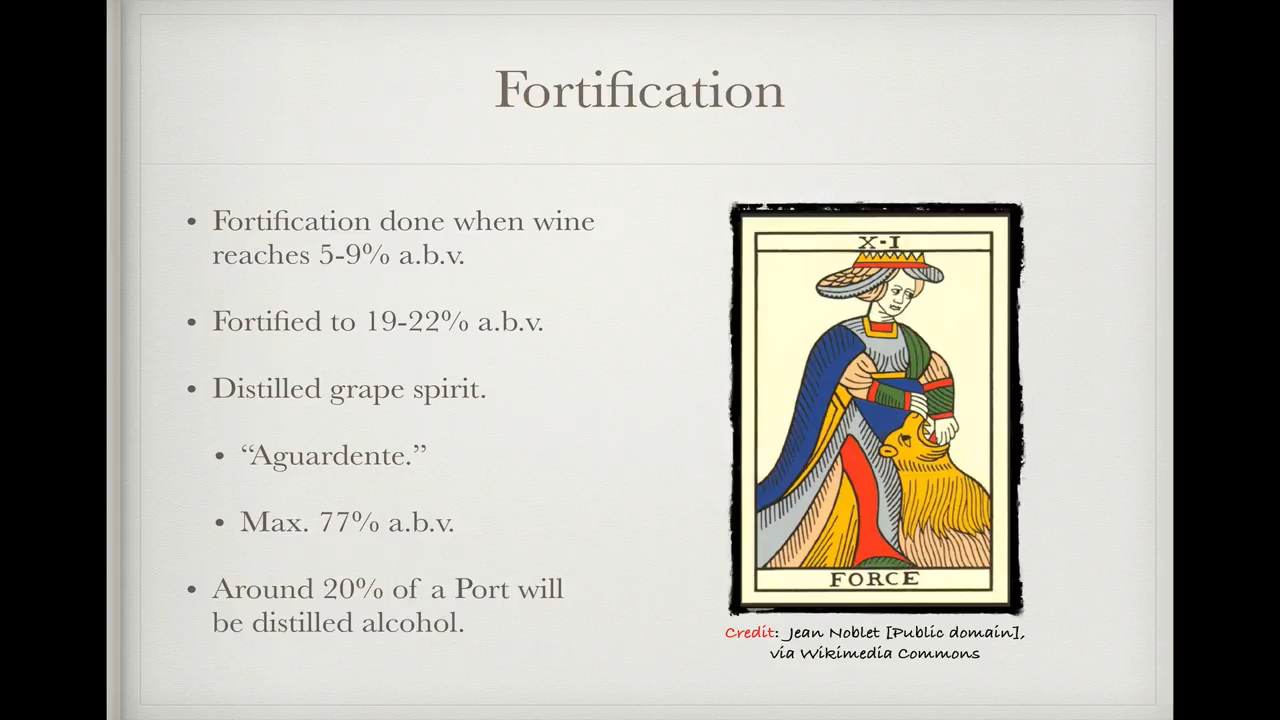 Fortification
• Fortification done when wine
reaches 5-9% a.b.v.
• Fortified to 19-22% a.b.v.
• Distilled grape spirit.
• “Aguardente.”
• Max. 77% a.b.v.
• Around 20% of a Port will
be distilled alcohol.
X·I
FORCE
Credit: Jean Noblet [Public domain],
via Wikimedia Commons